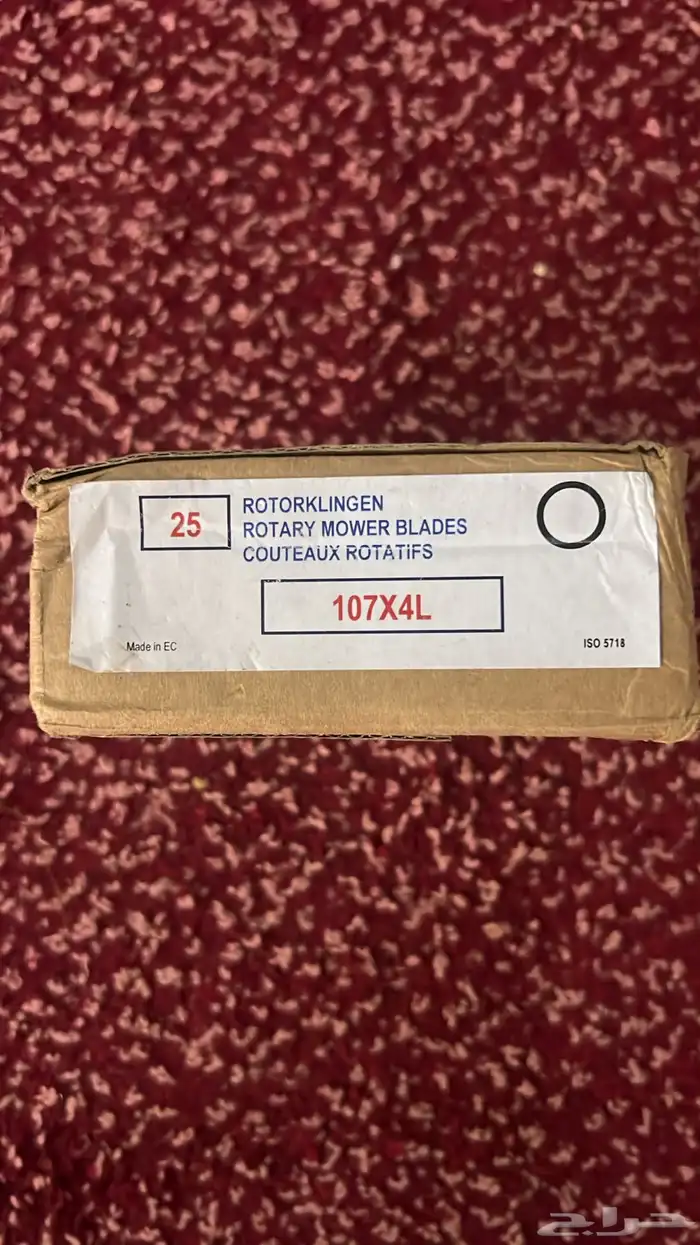 25
ROTORKLINGEN
ROTARY MOWER BLADES
COUTEAUX ROTATIFS
107X4L
Made in EC
ISO 5718
حراج